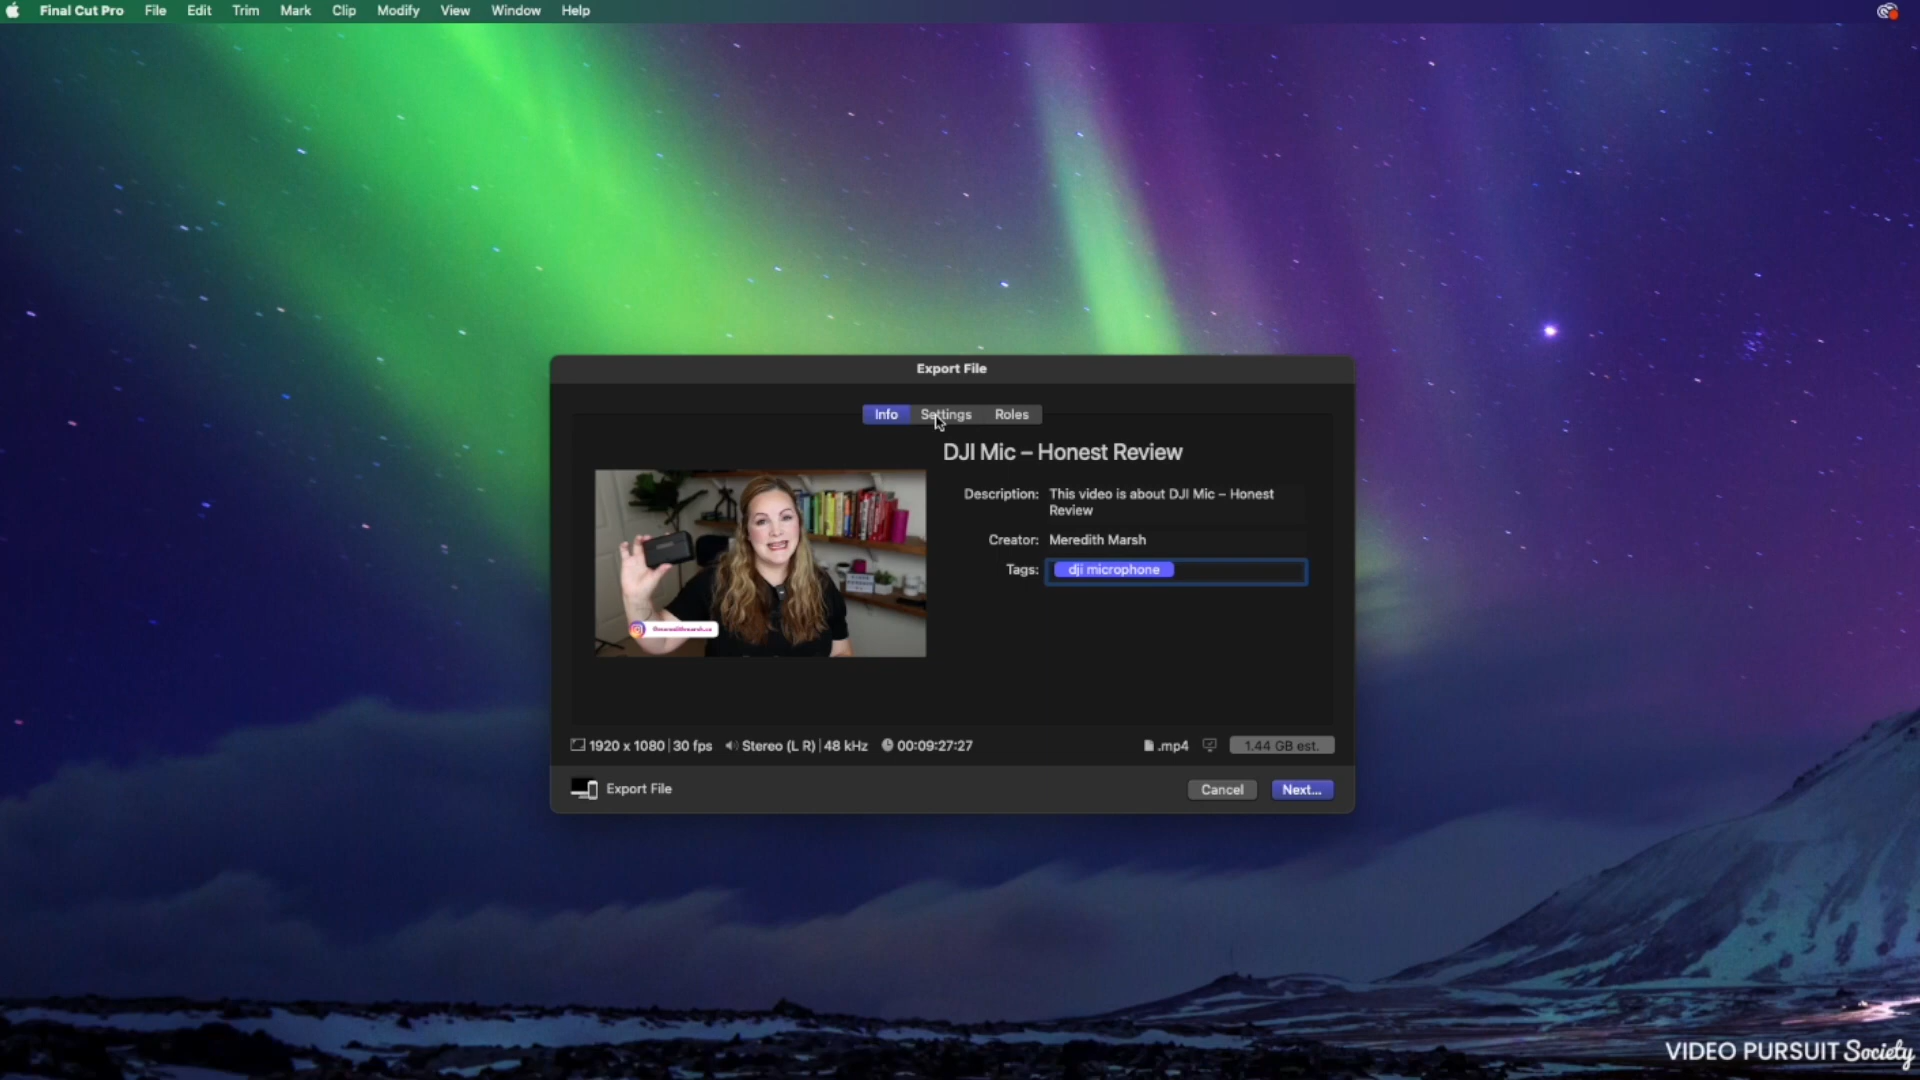 Final Cut Pro File Edit Trim Mark Clip Modify View Window Help
Export File
Info Settings Roles
DJI Mic – Honest Review
Description: This video is about DJI Mic – Honest
Review
Creator: Meredith Marsh
Tags: dji microphone
1920 x 1080 | 30 fps Stereo (L R) | 48 kHz 00:09:27:27 .mp4 1.44 GB est.
Export File Cancel Next...
VIDEO PURSUIT Society